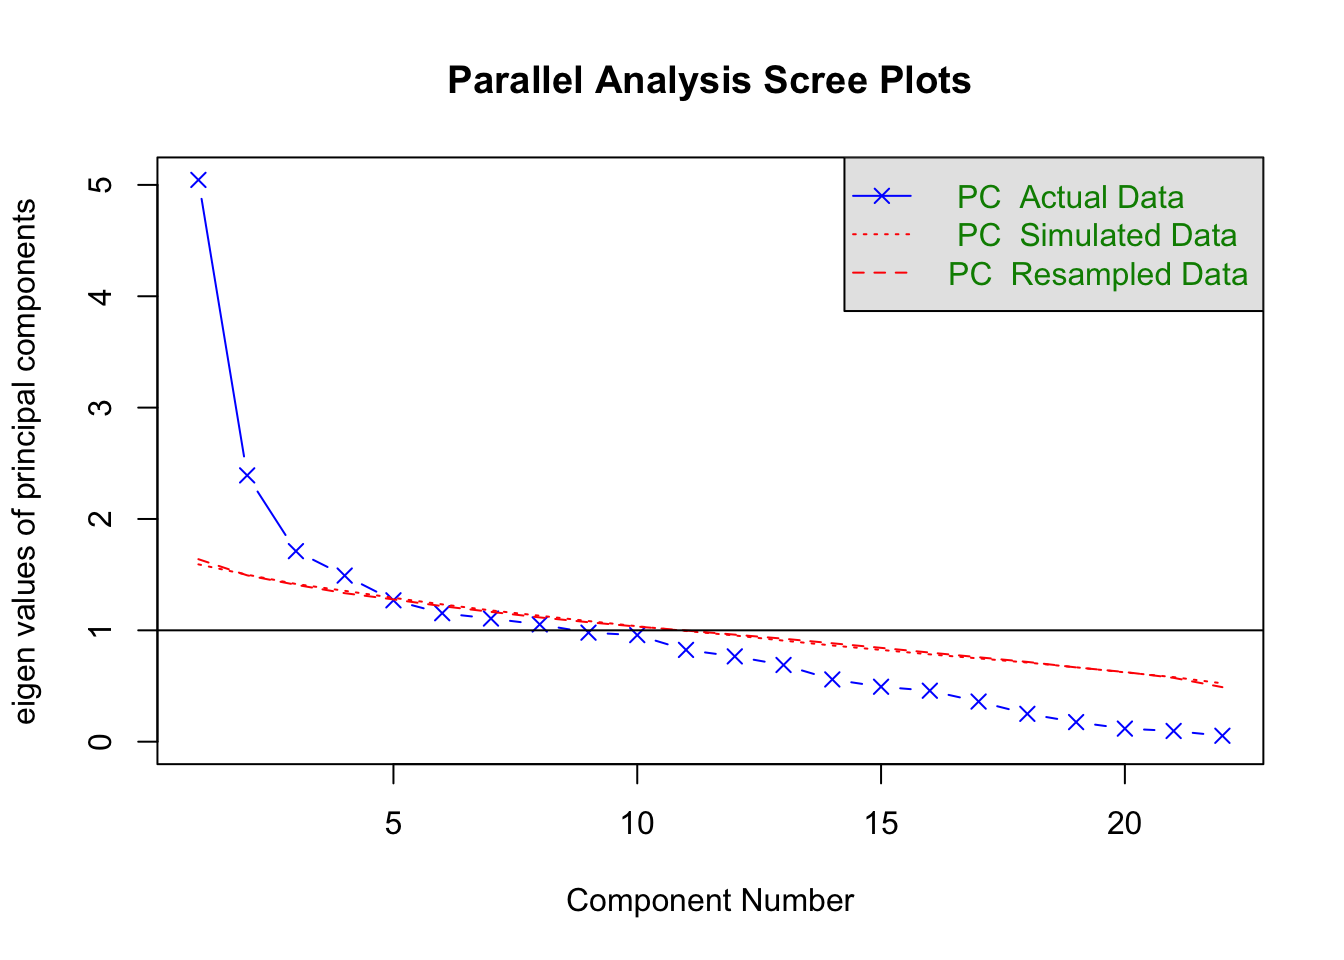 Parallel Analysis Scree Plots
PC Actual Data
PC Simulated Data
PC Resampled Data
eigen values of principal components
5
4
3
2
1
0
5
10
15
20
Component Number